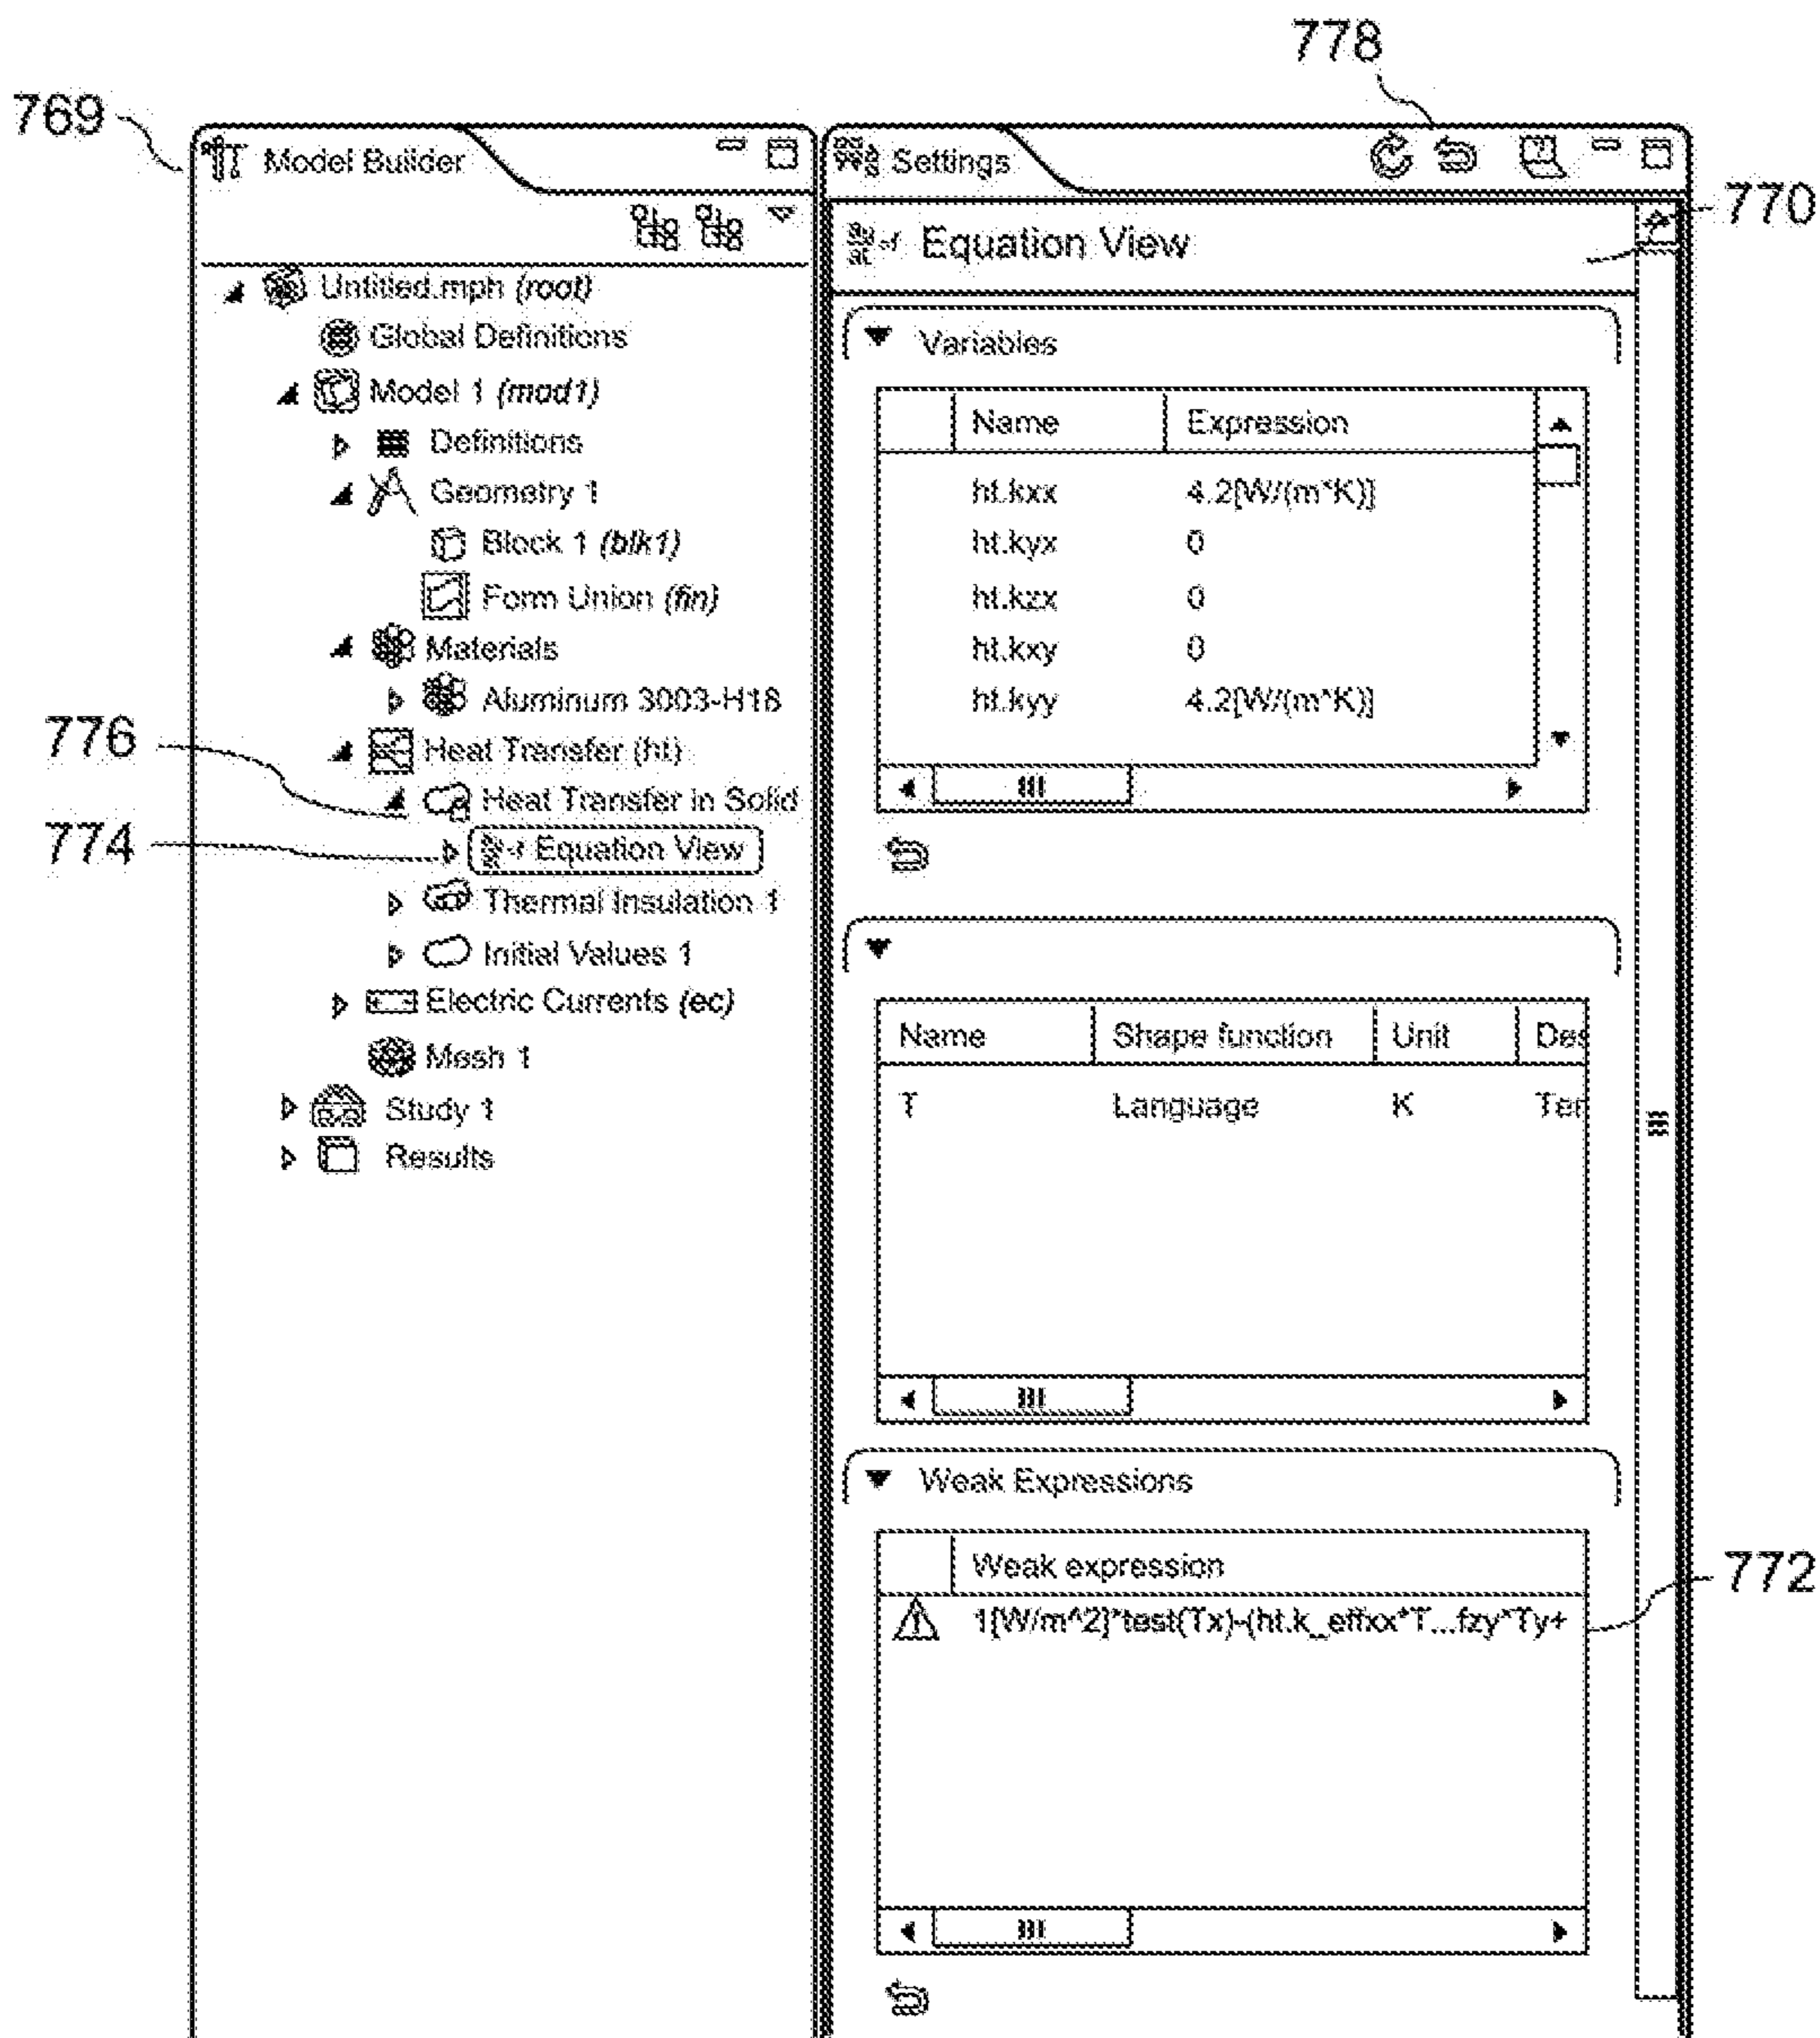 778
769
Model Builder
Settings
770
Equation View
Untitled.mph (root)
Global Definitions
Model 1 (mod1)
Definitions
Geometry 1
Block 1 (blk1)
Form Union (fin)
Materials
Aluminum 3003-H18
776
Heat Transfer (ht)
Heat Transfer in Solid
774
Equation View
Thermal Insulation 1
Initial Values 1
Electric Currents (ec)
Mesh 1
Study 1
Results
Variables
Name Expression
ht.kxx 4.2[W/(m*K)]
ht.kyx 0
ht.kzx 0
ht.kxy 0
ht.kyy 4.2[W/(m*K)]
Name Shape function Unit Des
T Language K Ter
Weak Expressions
Weak expression
772
1[W/m^2]*test(Tx)-(ht.k_effxx*T...fzy*Ty+